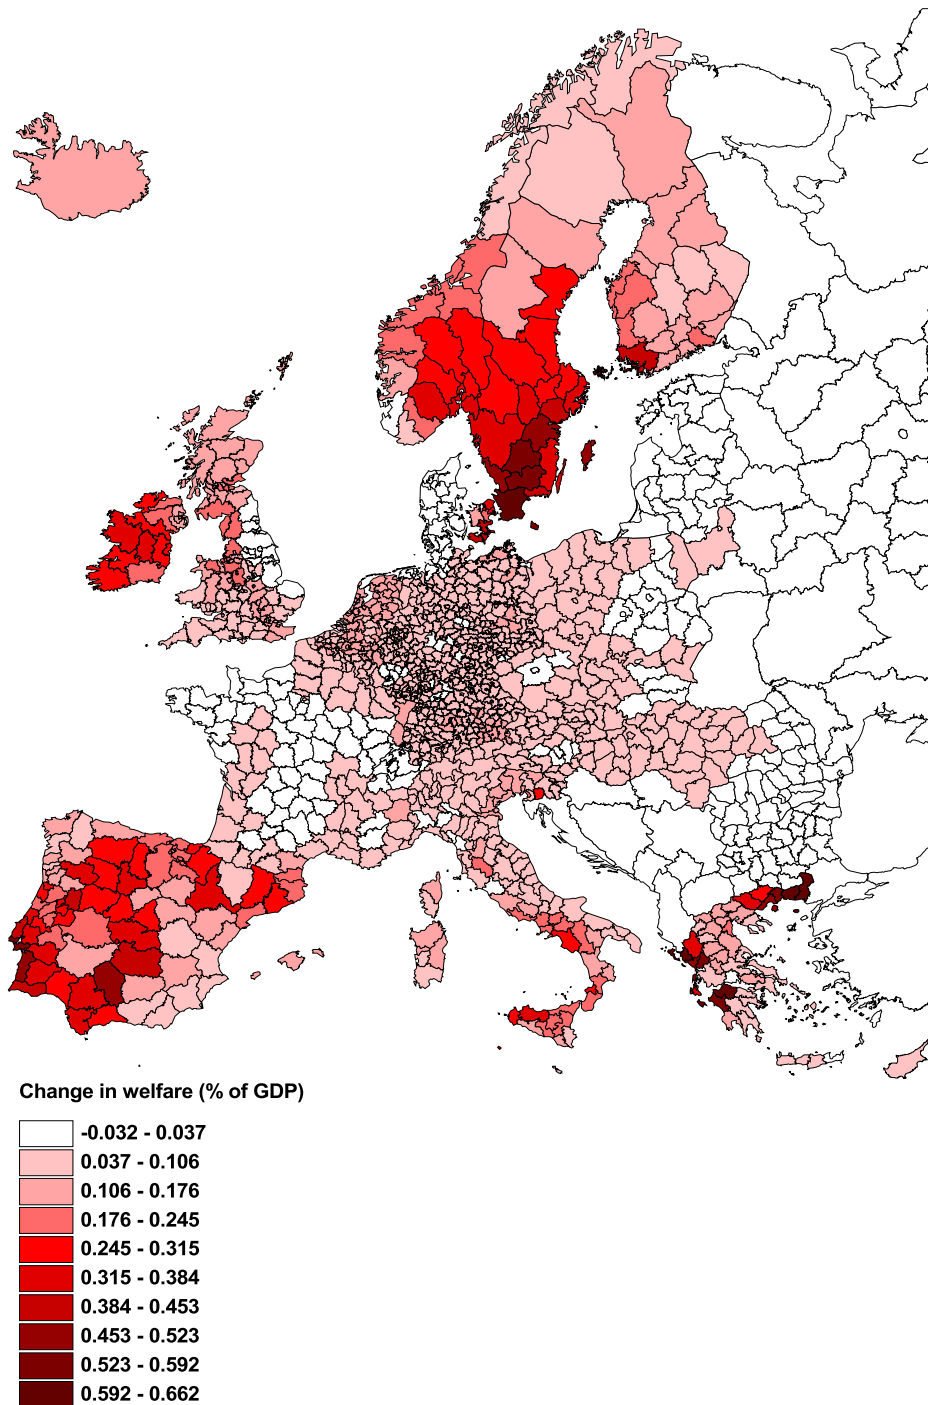 Change in welfare (% of GDP)
-0.032 - 0.037
0.037 - 0.106
0.106 - 0.176
0.176 - 0.245
0.245 - 0.315
0.315 - 0.384
0.384 - 0.453
0.453 - 0.523
0.523 - 0.592
0.592 - 0.662